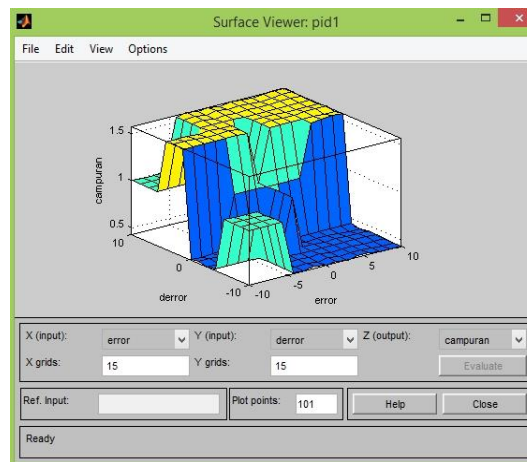 Surface Viewer: pid1
File Edit View Options
1.5
1
0.5
campuran
10
0
-10
derror
-10
-5
0
5
10
error
X (input): error Y (input): derror Z (output): campuran
X grids: 15 Y grids: 15 Evaluate
Ref. Input: Plot points: 101 Help Close
Ready